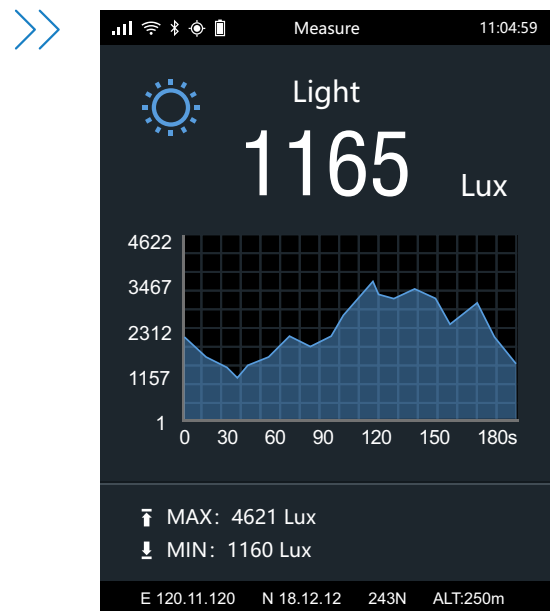 Measure 11:04:59
Light
1165 Lux
4622
3467
2312
1157
1
0 30 60 90 120 150 180s
MAX: 4621 Lux
MIN: 1160 Lux
E 120.11.120 N 18.12.12 243N ALT:250m